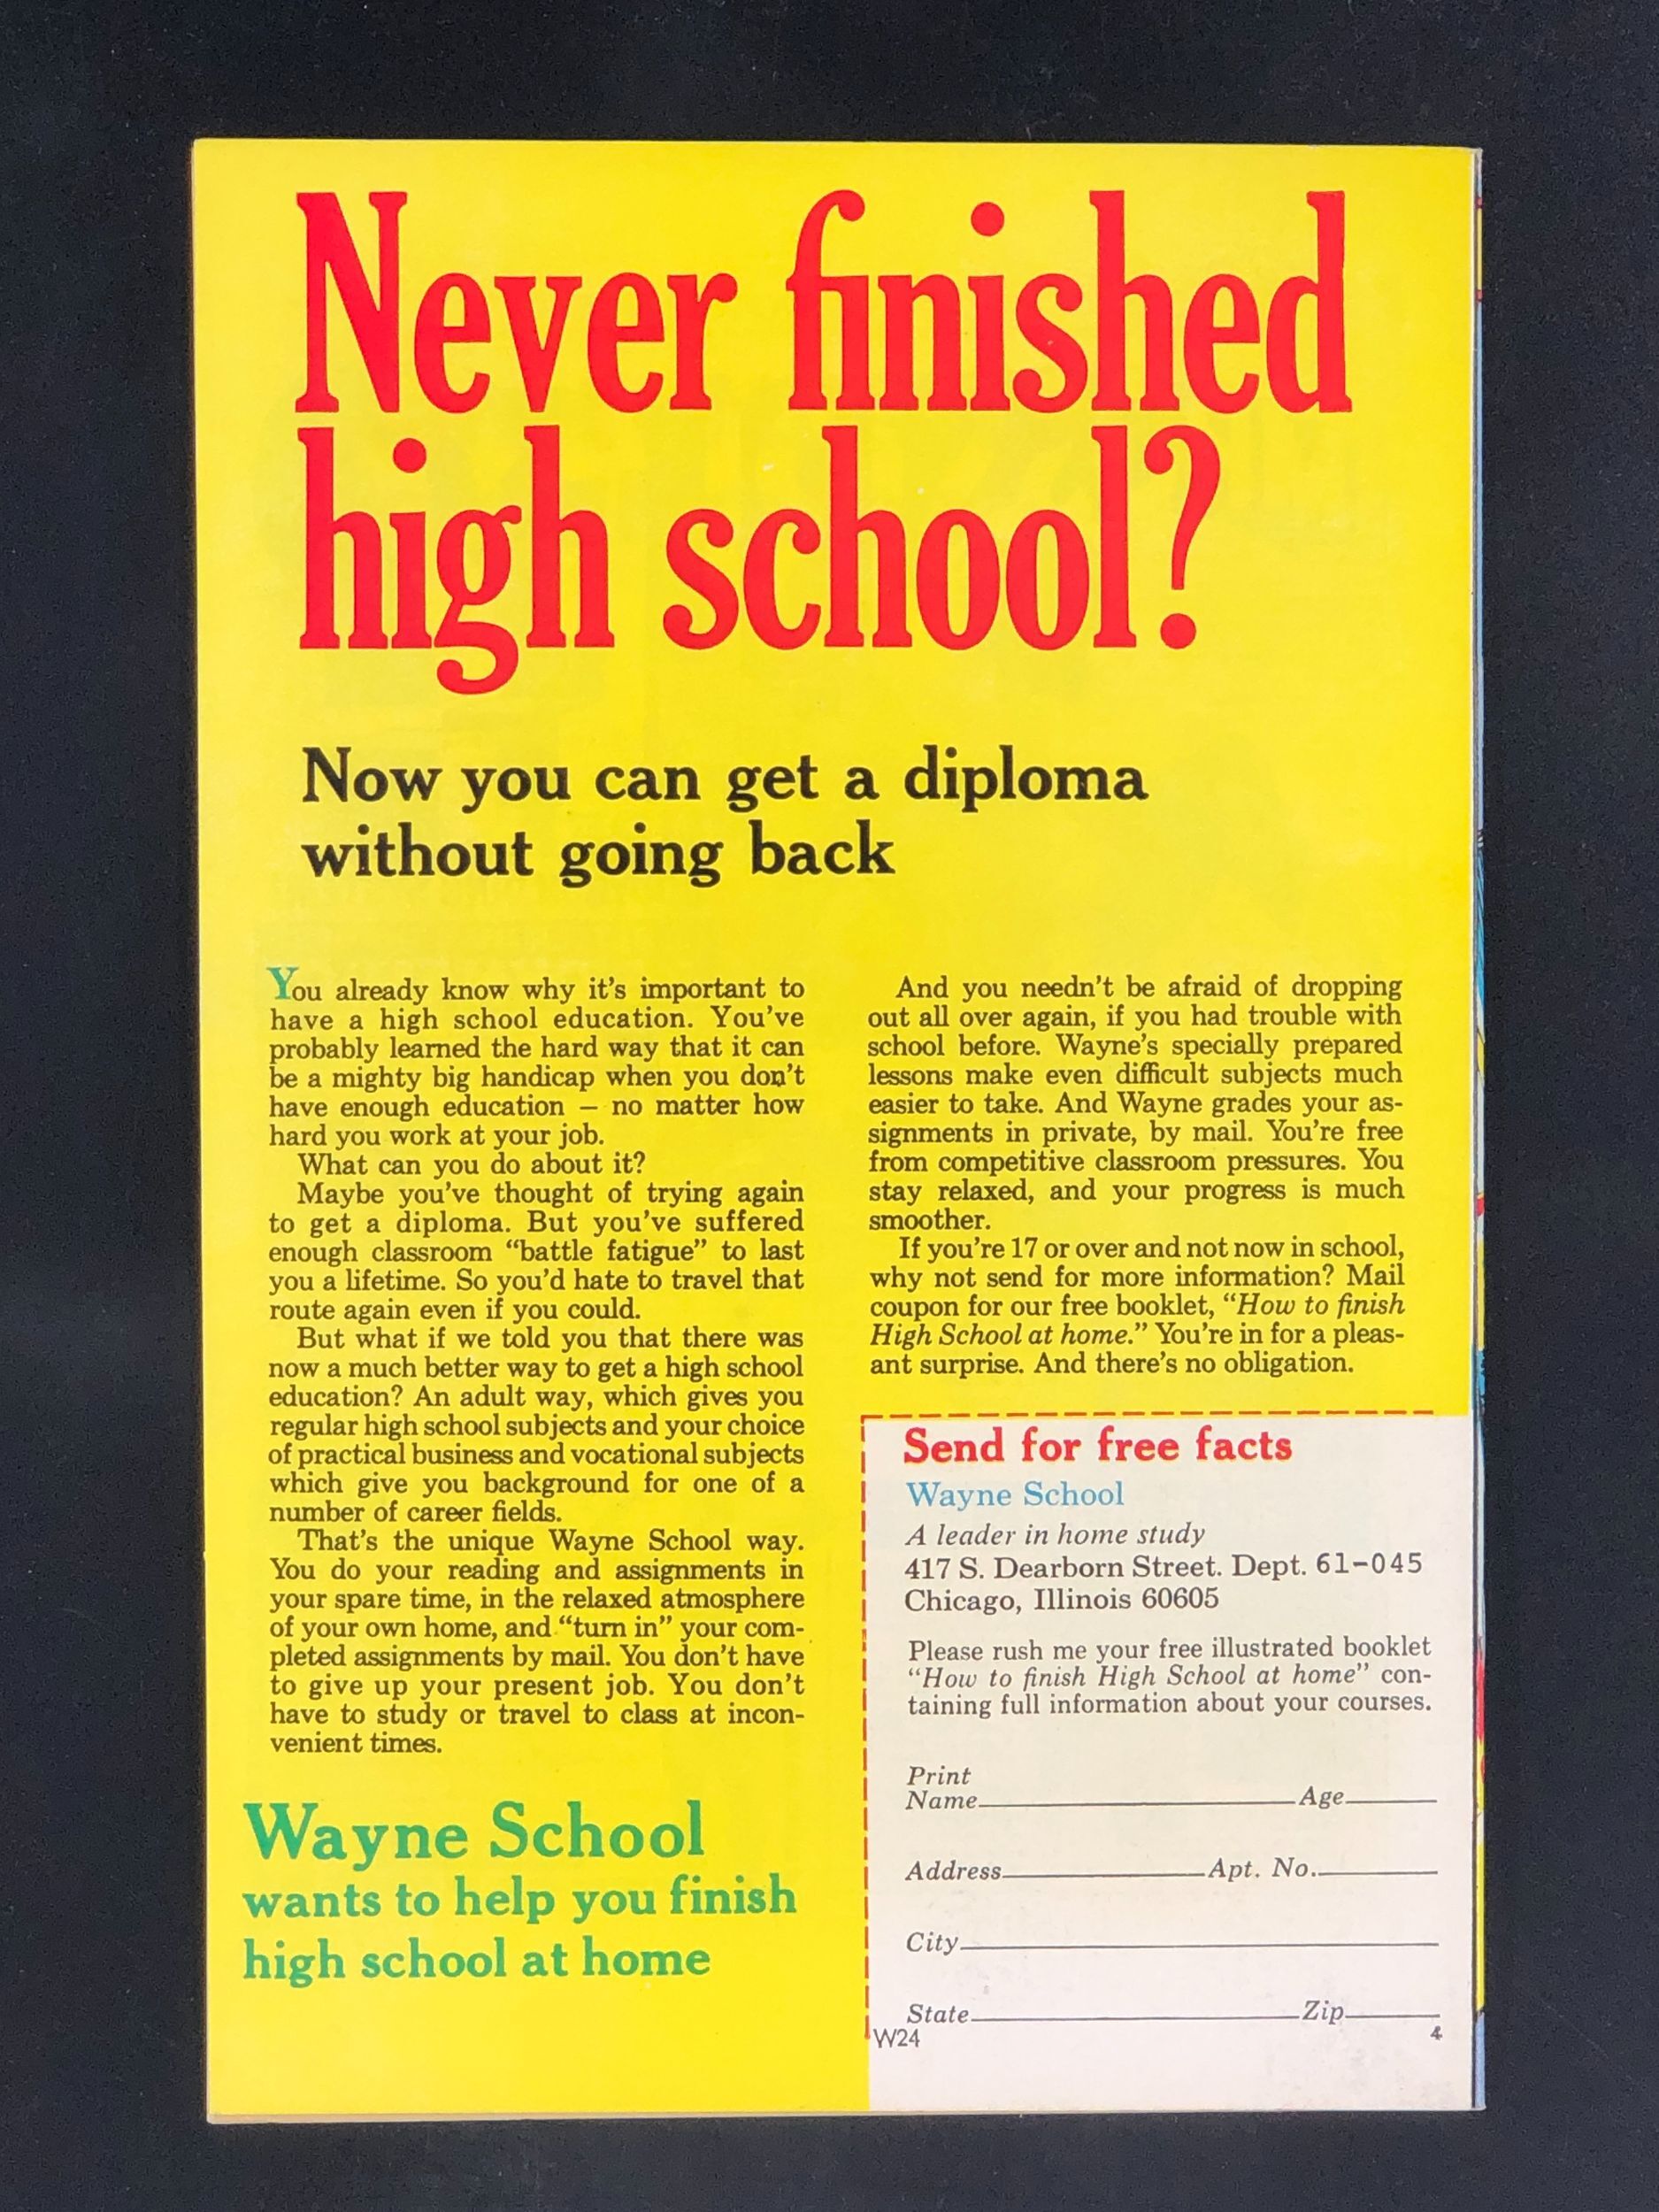 Never finished
high school?
Now you can get a diploma
without going back
You already know why it's important to
have a high school education. You've
probably learned the hard way that it can
be a mighty big handicap when you don't
have enough education – no matter how
hard you work at your job.
What can you do about it?
Maybe you've thought of trying again
to get a diploma. But you've suffered
enough classroom “battle fatigue” to last
you a lifetime. So you'd hate to travel that
route again even if you could.
But what if we told you that there was
now a much better way to get a high school
education? An adult way, which gives you
regular high school subjects and your choice
of practical business and vocational subjects
which give you background for one of a
number of career fields.
That's the unique Wayne School way.
You do your reading and assignments in
your spare time, in the relaxed atmosphere
of your own home, and “turn in” your com-
pleted assignments by mail. You don't have
to give up your present job. You don't
have to study or travel to class at incon-
venient times.
Wayne School
wants to help you finish
high school at home
And you needn't be afraid of dropping
out all over again, if you had trouble with
school before. Wayne's specially prepared
lessons make even difficult subjects much
easier to take. And Wayne grades your as-
signments in private, by mail. You're free
from competitive classroom pressures. You
stay relaxed, and your progress is much
smoother.
If you're 17 or over and not now in school,
why not send for more information? Mail
coupon for our free booklet, “How to finish
High School at home.” You're in for a pleas-
ant surprise. And there's no obligation.
Send for free facts
Wayne School
A leader in home study
417 S. Dearborn Street. Dept. 61-045
Chicago, Illinois 60605
Please rush me your free illustrated booklet
“How to finish High School at home” con-
taining full information about your courses.
Print
Name Age
Address Apt. No.
City
State Zip
W24 4